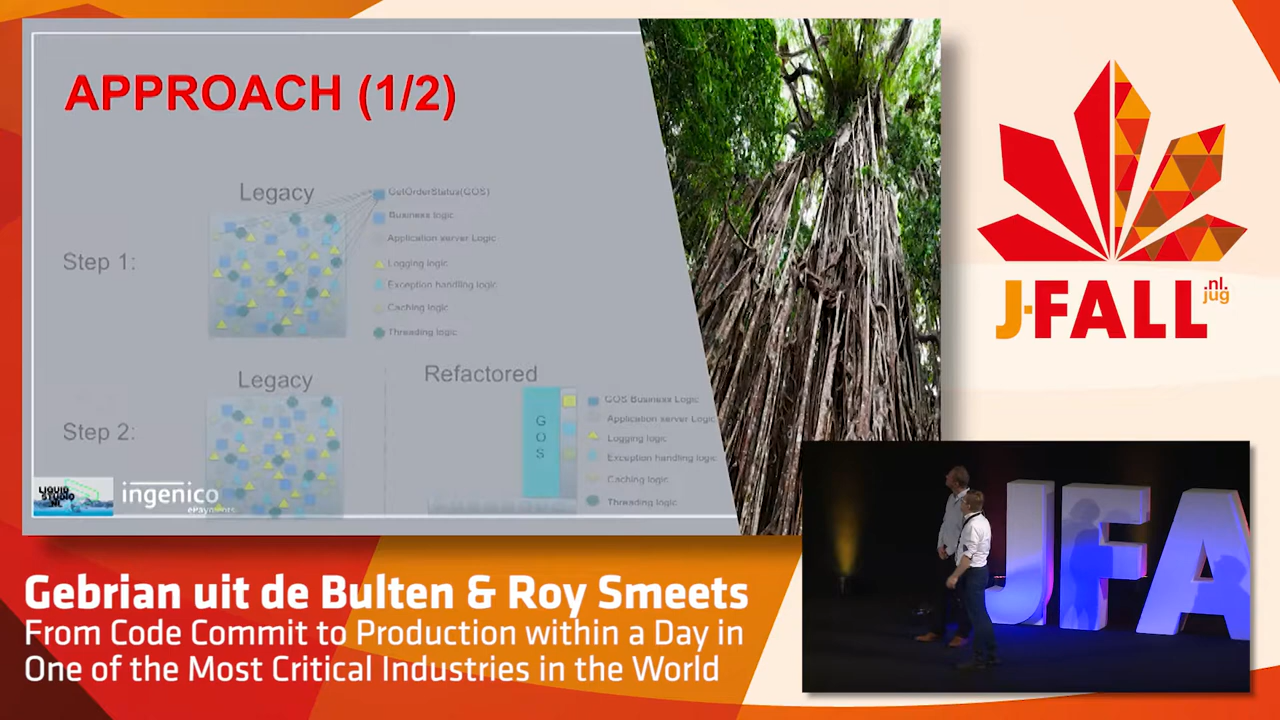 APPROACH (1/2)
Legacy
GetOrderStatus(GOS)
Business logic
Application server Logic
Step 1:
Logging logic
Exception handling logic
Caching logic
Threading logic
Legacy
Refactored
Step 2:
G
O
S
GOS Business Logic
Application server Logic
Logging logic
Exception handling logic
Caching logic
Threading logic
LIQUID
STUDIO
.NL
ingenico
ePayments
J-FALL
.nl.
jug
JFA
Gebrian uit de Bulten & Roy Smeets
From Code Commit to Production within a Day in
One of the Most Critical Industries in the World